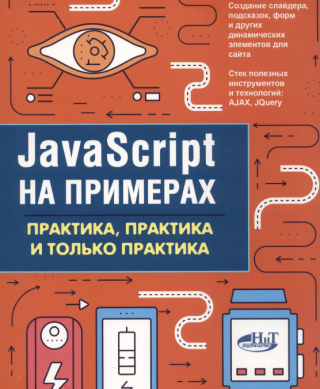 Создание слайдера,
подсказок, форм
и других
динамических
элементов для
сайта
Стек полезных
инструментов
и технологий:
AJAX, JQuery
JavaScript
НА ПРИМЕРАХ
ПРАКТИКА, ПРАКТИКА
И ТОЛЬКО ПРАКТИКА
НиТ